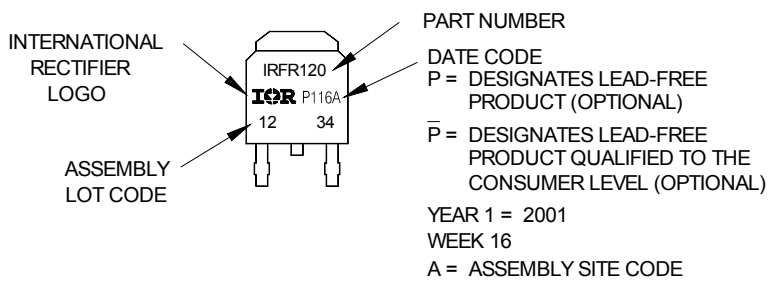 INTERNATIONAL
RECTIFIER
LOGO
ASSEMBLY
LOT CODE
IRFR120
IOR P116A
12 34
PART NUMBER
DATE CODE
P = DESIGNATES LEAD-FREE
PRODUCT (OPTIONAL)
P̅ = DESIGNATES LEAD-FREE
PRODUCT QUALIFIED TO THE
CONSUMER LEVEL (OPTIONAL)
YEAR 1 = 2001
WEEK 16
A = ASSEMBLY SITE CODE